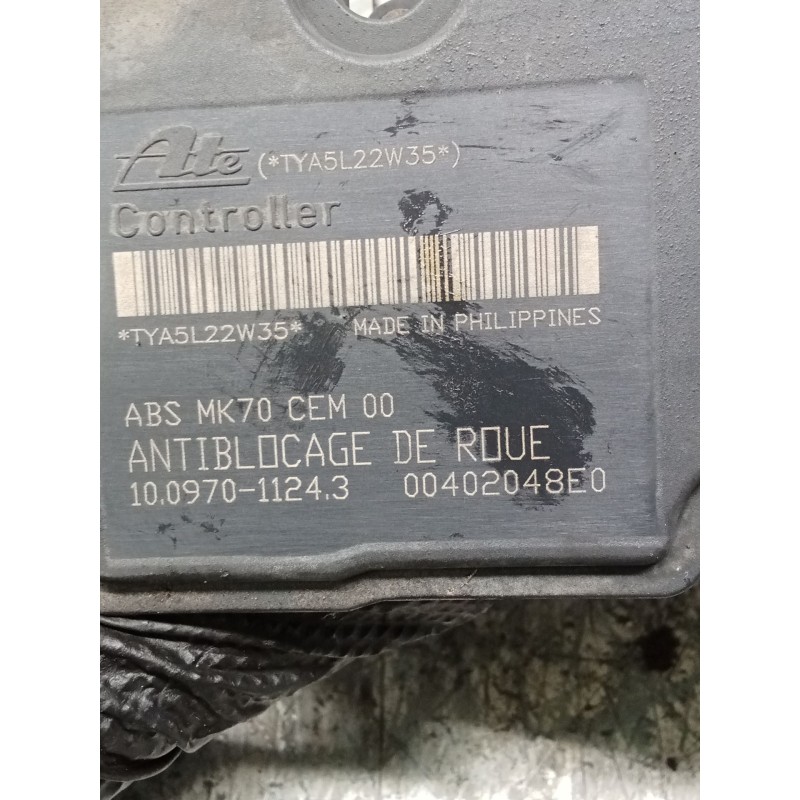 Ate (*TYA5L22W35*)
Controller
*TYA5L22W35* MADE IN PHILIPPINES
ABS MK70 CEM 00
ANTIBLOCAGE DE ROUE
10.0970-1124.3 00402048E0